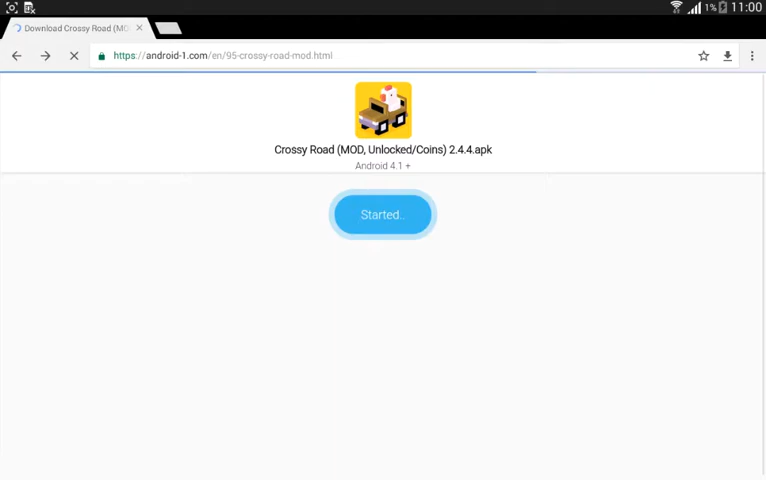 1% 11:00
Download Crossy Road (MO
https://android-1.com/en/95-crossy-road-mod.html
Crossy Road (MOD, Unlocked/Coins) 2.4.4.apk
Android 4.1 +
Started..